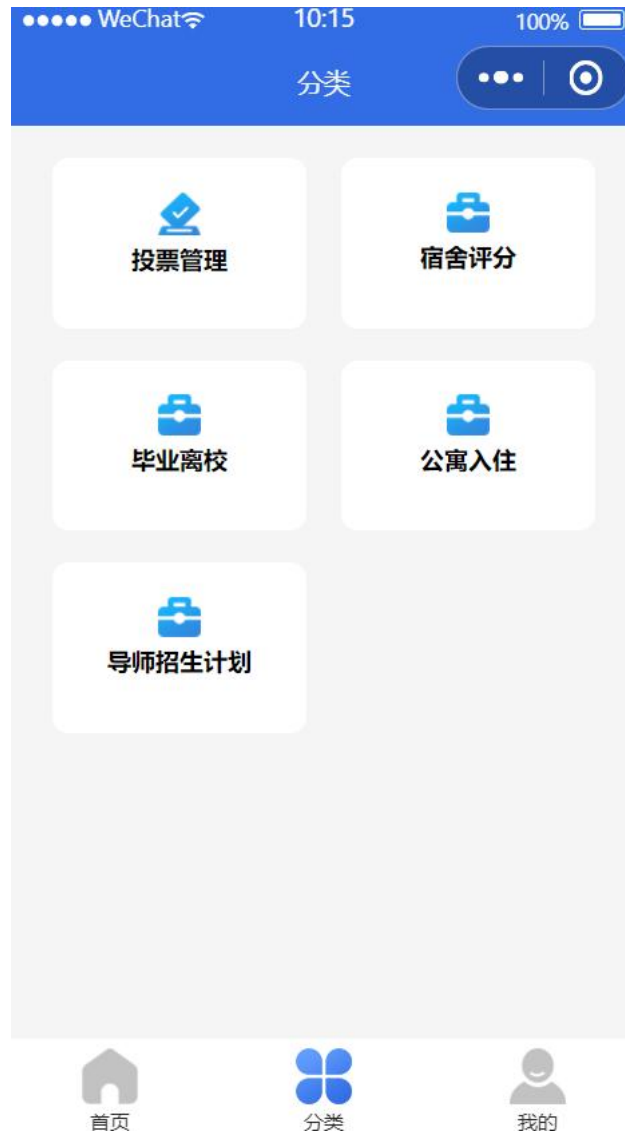 WeChat 10:15 100%
分类
投票管理 宿舍评分
毕业离校 公寓入住
导师招生计划
首页 分类 我的